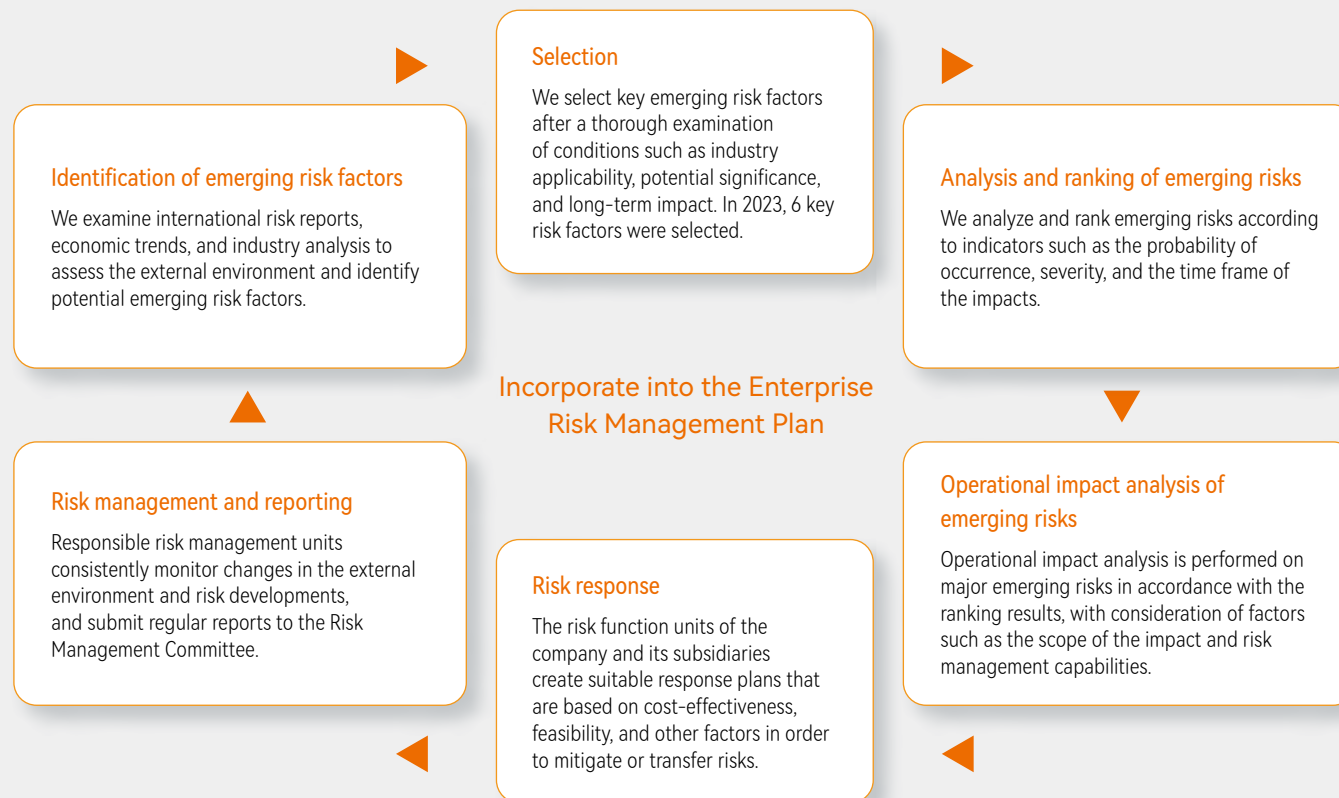 Identification of emerging risk factors
We examine international risk reports,
economic trends, and industry analysis to
assess the external environment and identify
potential emerging risk factors.
Selection
We select key emerging risk factors
after a thorough examination
of conditions such as industry
applicability, potential significance,
and long-term impact. In 2023, 6 key
risk factors were selected.
Analysis and ranking of emerging risks
We analyze and rank emerging risks according
to indicators such as the probability of
occurrence, severity, and the time frame of
the impacts.
Incorporate into the Enterprise
Risk Management Plan
Operational impact analysis of
emerging risks
Operational impact analysis is performed on
major emerging risks in accordance with the
ranking results, with consideration of factors
such as the scope of the impact and risk
management capabilities.
Risk response
The risk function units of the
company and its subsidiaries
create suitable response plans that
are based on cost-effectiveness,
feasibility, and other factors in order
to mitigate or transfer risks.
Risk management and reporting
Responsible risk management units
consistently monitor changes in the external
environment and risk developments,
and submit regular reports to the Risk
Management Committee.